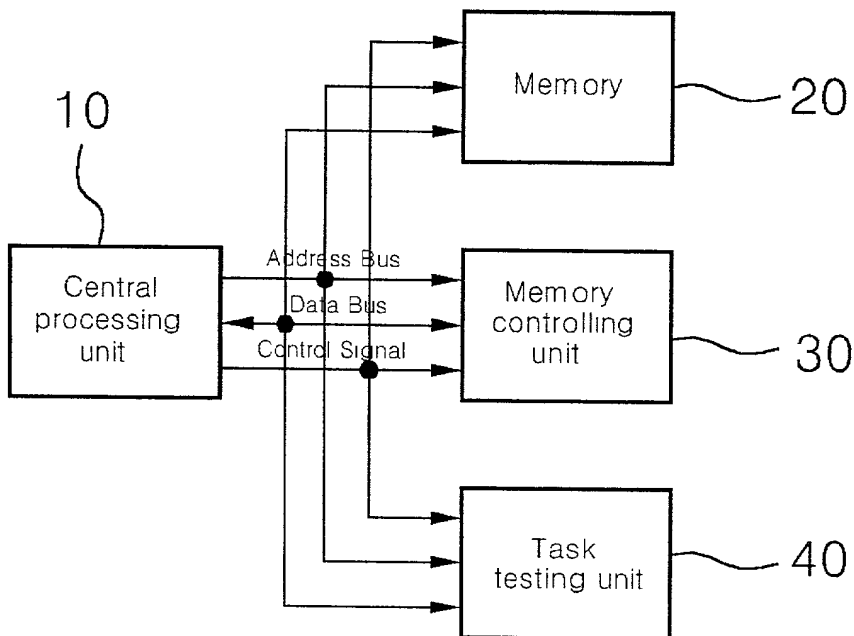 Memory
20
10
Central
processing
unit
Address Bus
Data Bus
Control Signal
Memory
controlling
unit
30
Task
testing unit
40